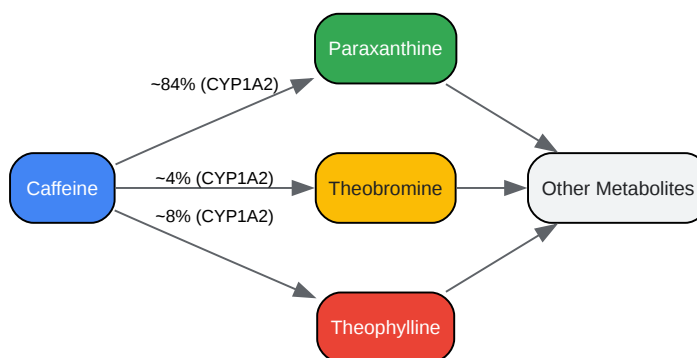 Paraxanthine
~84% (CYP1A2)
Caffeine
~4% (CYP1A2)
Theobromine
Other Metabolites
~8% (CYP1A2)
Theophylline